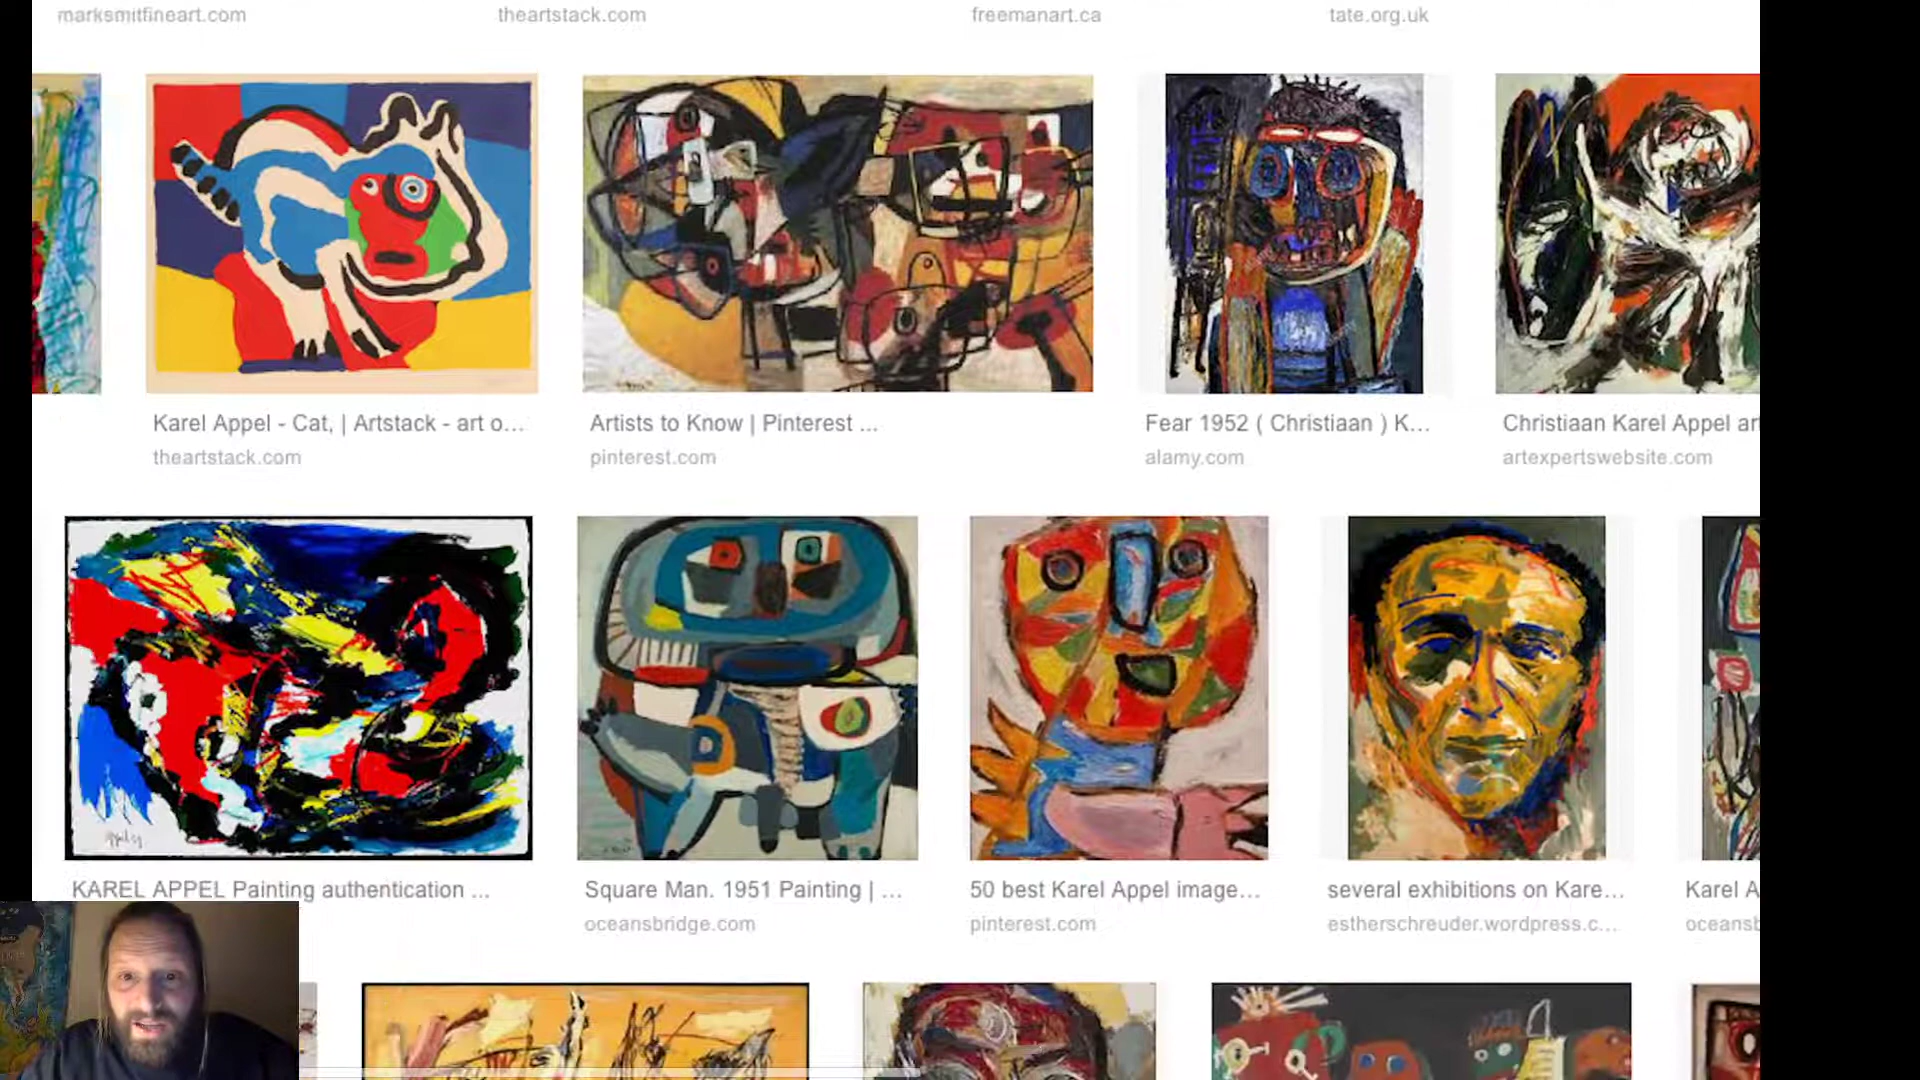 marksmitfineart.com
theartstack.com
freemanart.ca
tate.org.uk
Karel Appel - Cat, | Artstack - art o...
theartstack.com
Artists to Know | Pinterest ...
pinterest.com
Fear 1952 ( Christiaan ) K...
alamy.com
Christiaan Karel Appel ar
artexpertswebsite.com
KAREL APPEL Painting authentication ...
Square Man. 1951 Painting | ...
oceansbridge.com
50 best Karel Appel image...
pinterest.com
several exhibitions on Kare...
estherschreuder.wordpress.c...
Karel A
oceansb